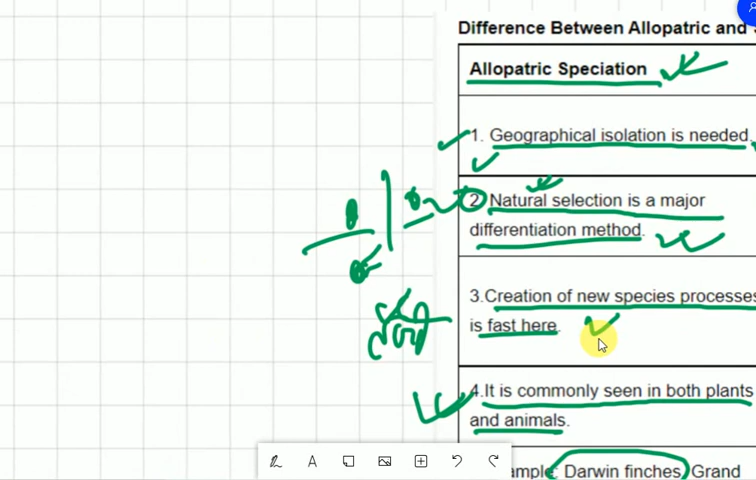 Difference Between Allopatric and
Allopatric Speciation
1. Geographical isolation is needed.
2. Natural selection is a major
differentiation method.
3.Creation of new species processes
is fast here.
4.It is commonly seen in both plants
and animals.
Darwin finches, Grand